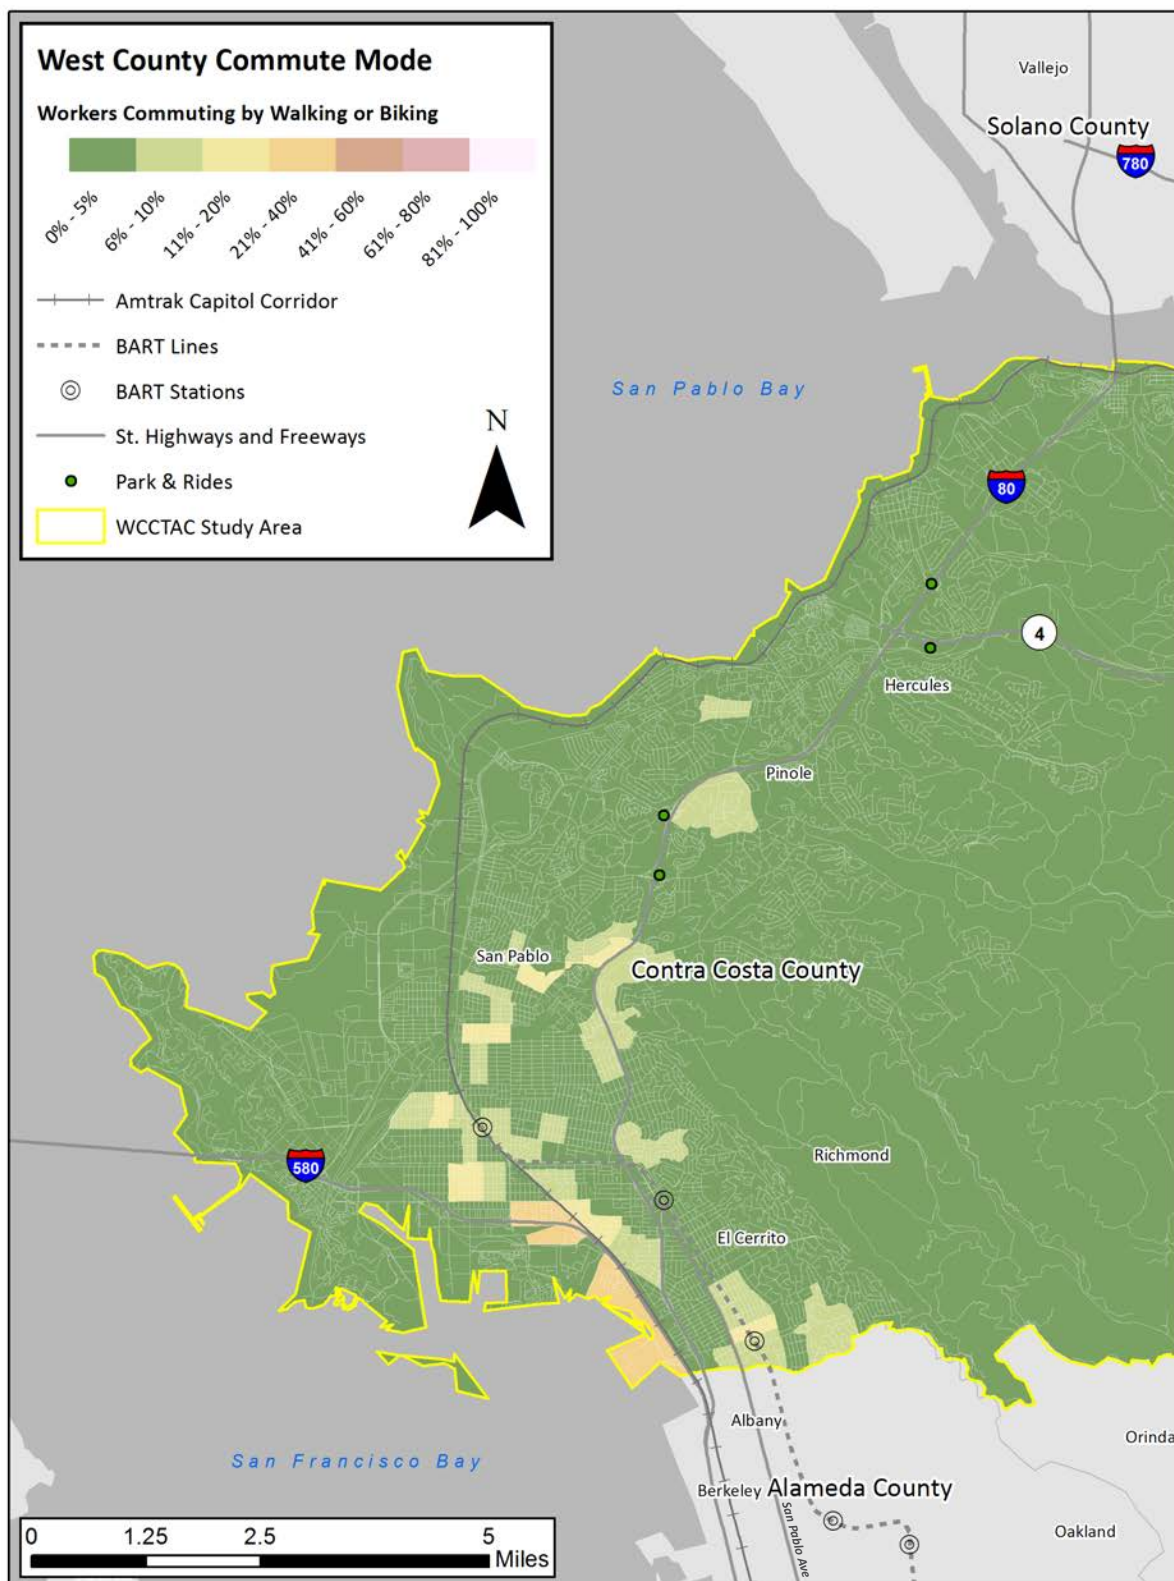 West County Commute Mode
Workers Commuting by Walking or Biking
0% - 5%
6% - 10%
11% - 20%
21% - 40%
41% - 60%
61% - 80%
81% - 100%
Amtrak Capitol Corridor
BART Lines
BART Stations
St. Highways and Freeways
Park & Rides
WCCTAC Study Area
N
Vallejo
Solano County
780
San Pablo Bay
80
4
Hercules
Pinole
San Pablo
Contra Costa County
Richmond
580
El Cerrito
Albany
Orinda
San Francisco Bay
Berkeley
Alameda County
San Pablo Ave
Oakland
0 1.25 2.5 5
Miles